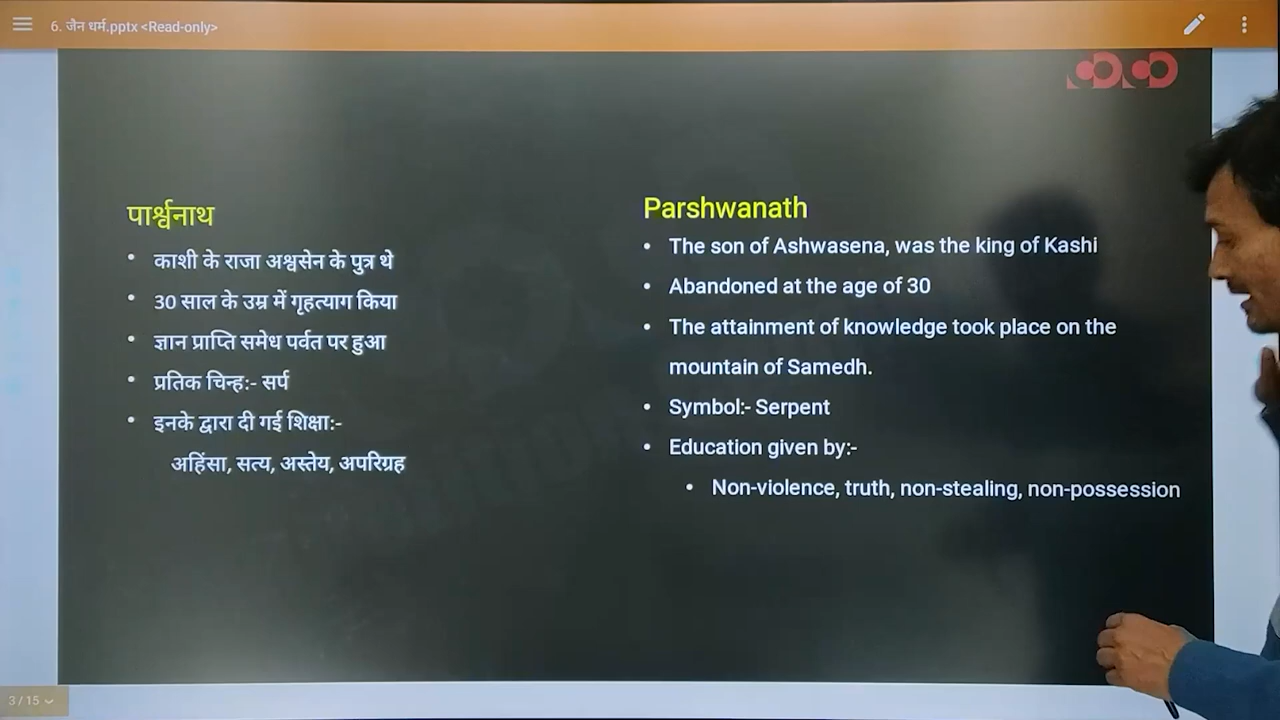 6. जैन धर्म.pptx <Read-only>
पार्श्वनाथ
• काशी के राजा अश्वसेन के पुत्र थे
• 30 साल के उम्र में गृहत्याग किया
• ज्ञान प्राप्ति समेध पर्वत पर हुआ
• प्रतिक चिन्ह:- सर्प
• इनके द्वारा दी गई शिक्षा:-
अहिंसा, सत्य, अस्तेय, अपरिग्रह
Parshwanath
• The son of Ashwasena, was the king of Kashi
• Abandoned at the age of 30
• The attainment of knowledge took place on the
mountain of Samedh.
• Symbol:- Serpent
• Education given by:-
• Non-violence, truth, non-stealing, non-possession
3 / 15